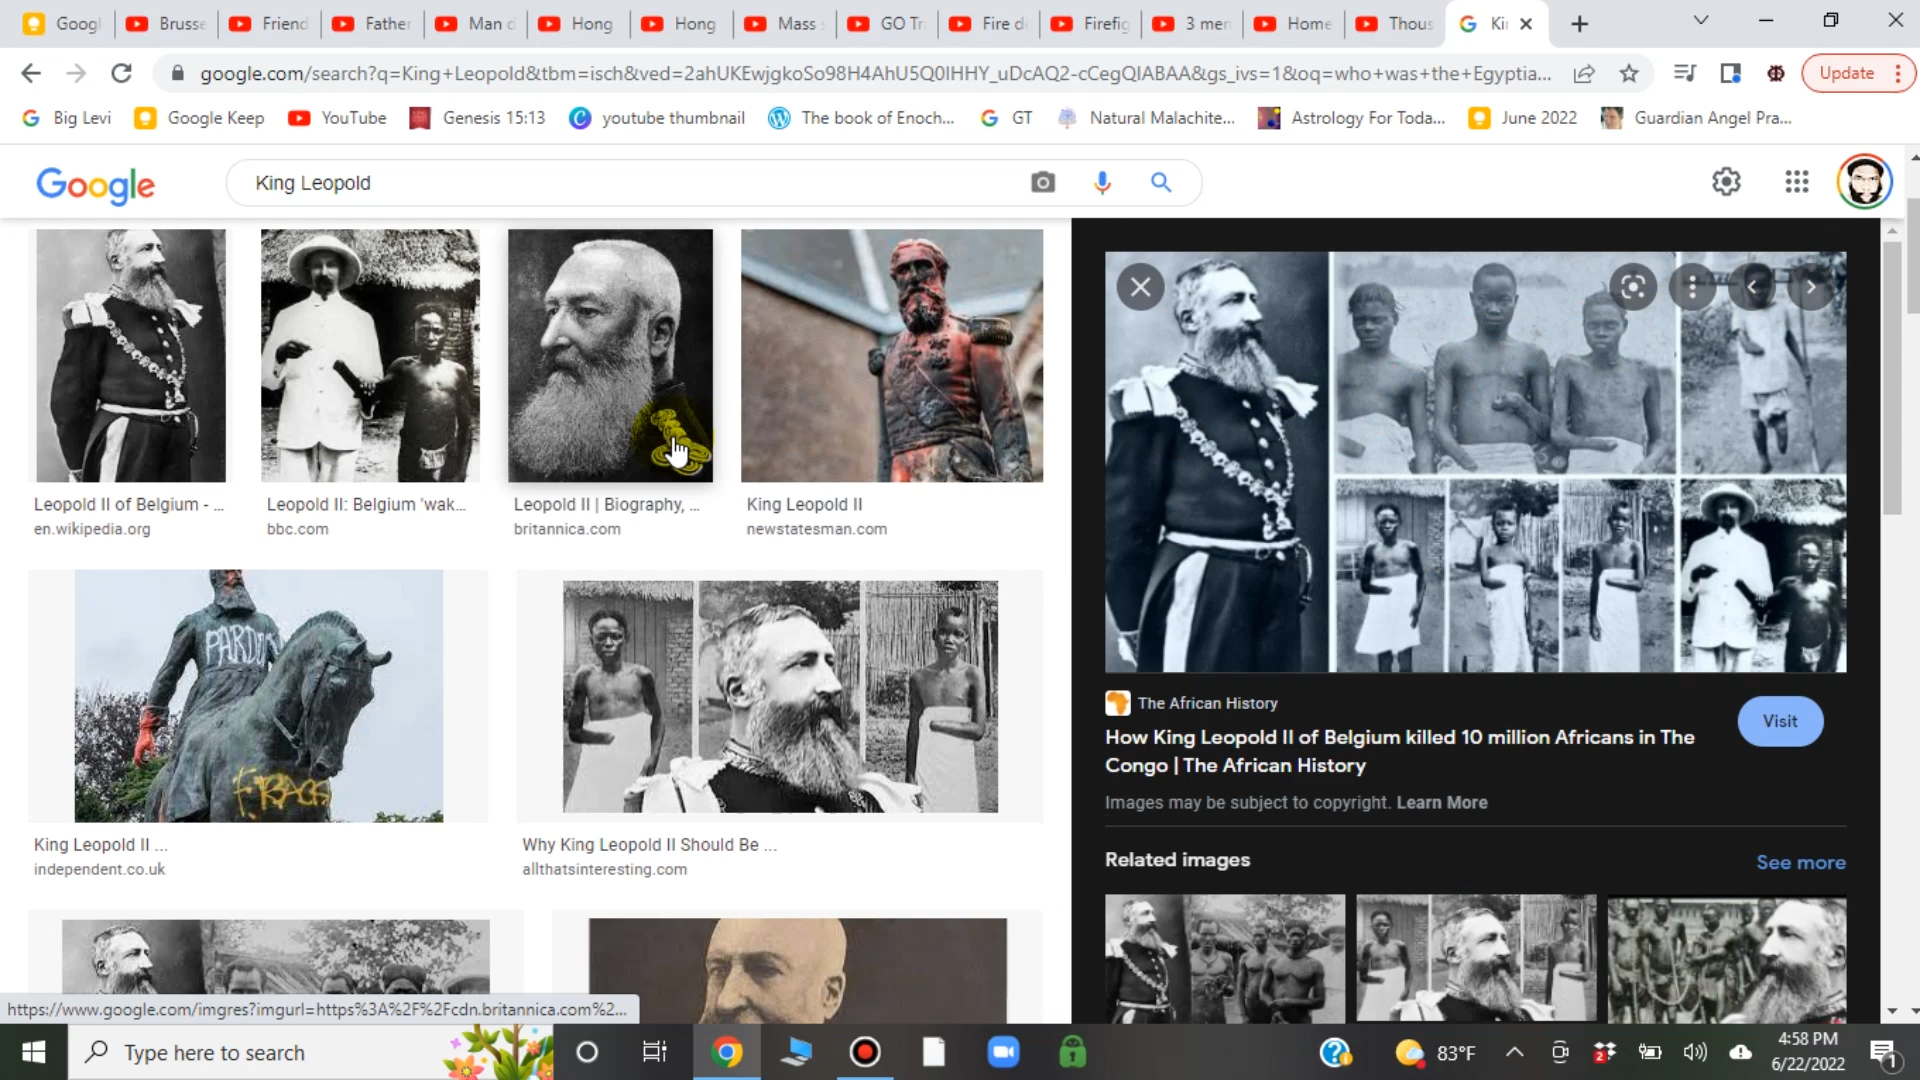 Googl
Brusse
Friend
Father
Man d
Hong
Hong
Mass
GO Tr
Fire d
Firefig
3 men
Home
Thous
Ki
google.com/search?q=King+Leopold&tbm=isch&ved=2ahUKEwjgkoSo98H4AhU5Q0IHHY_uDcAQ2-cCegQIABAA&gs_ivs=1&oq=who+was+the+Egyptia...
Update
Big Levi
Google Keep
YouTube
Genesis 15:13
youtube thumbnail
The book of Enoch...
GT
Natural Malachite...
Astrology For Toda...
June 2022
Guardian Angel Pra...
Google
King Leopold
Leopold II of Belgium - ...
en.wikipedia.org
Leopold II: Belgium 'wak...
bbc.com
Leopold II | Biography, ...
britannica.com
King Leopold II
newstatesman.com
PARDON
King Leopold II ...
independent.co.uk
Why King Leopold II Should Be ...
allthatsinteresting.com
The African History
How King Leopold II of Belgium killed 10 million Africans in The
Congo | The African History
Visit
Images may be subject to copyright. Learn More
Related images
See more
https://www.google.com/imgres?imgurl=https%3A%2F%2Fcdn.britannica.com%2...
Type here to search
83°F
2
4:58 PM
6/22/2022
1